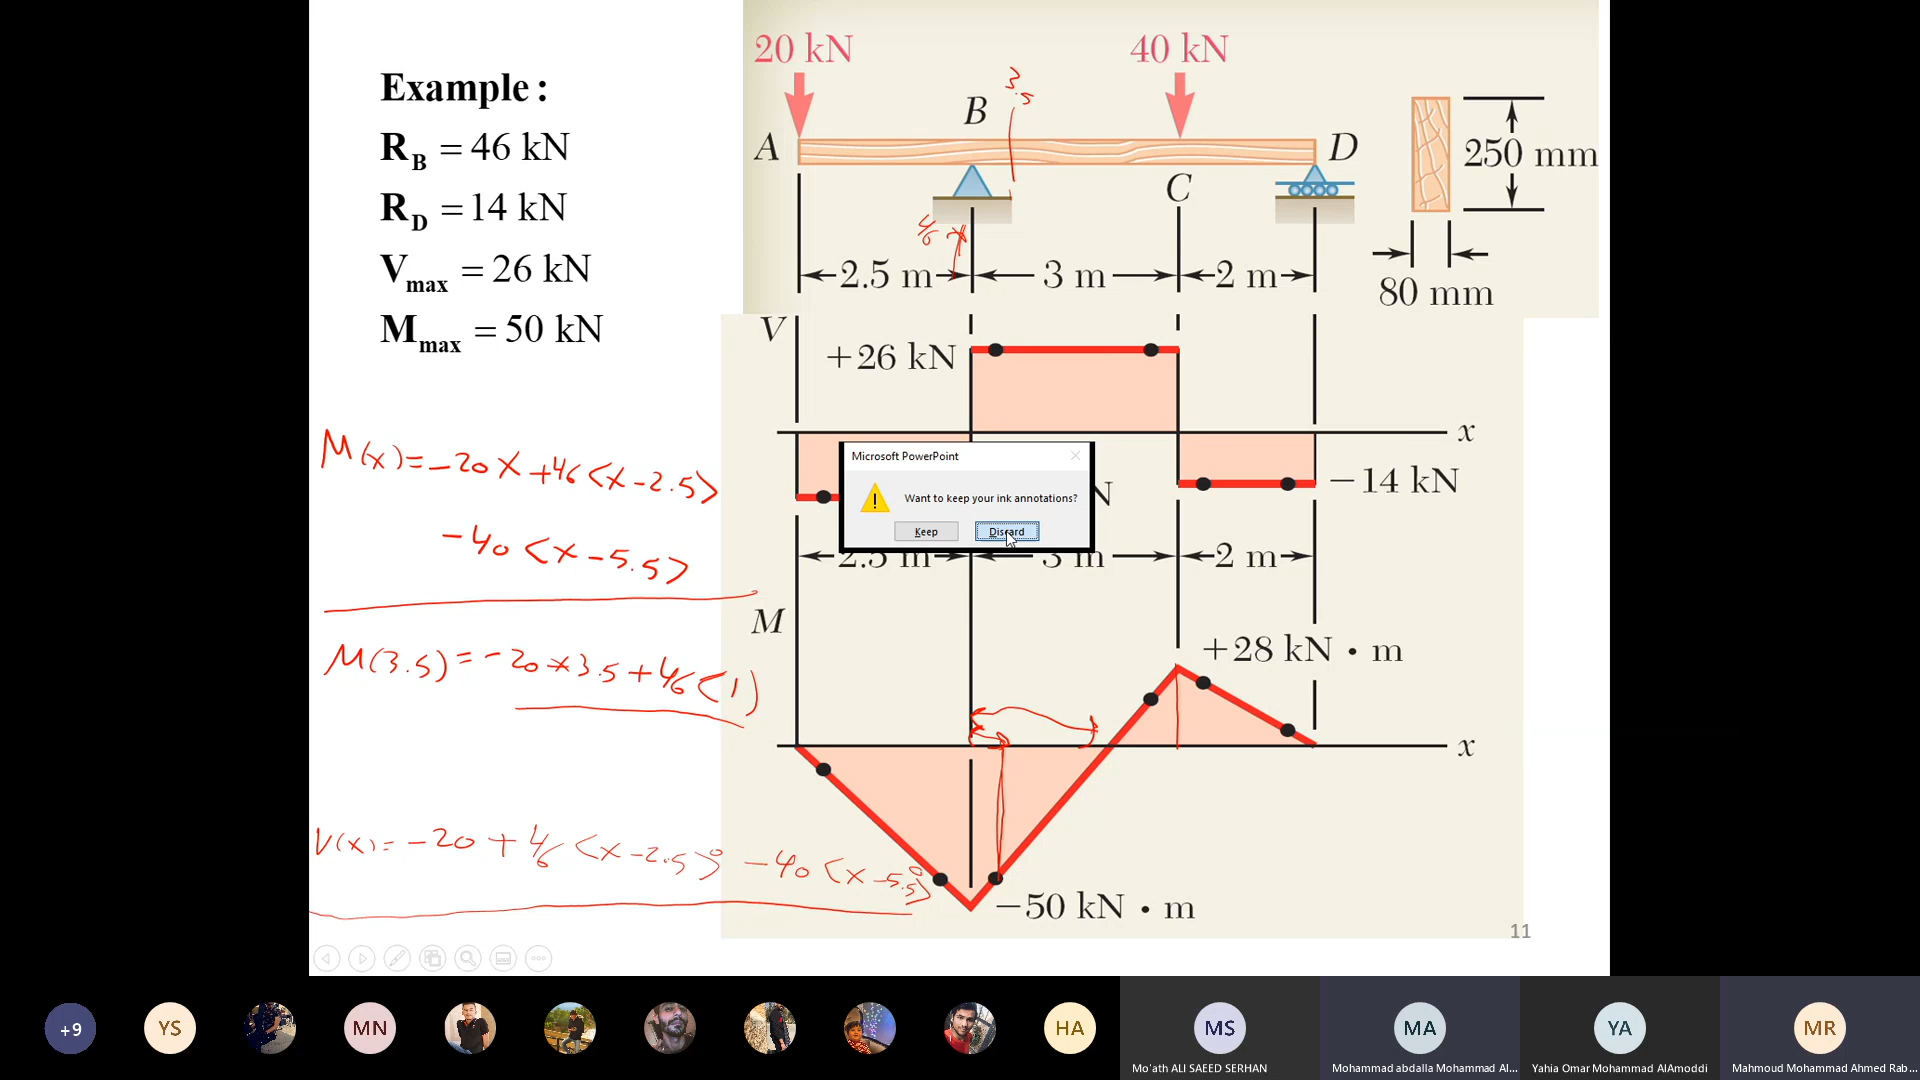 Example :
R_B = 46 kN
R_D = 14 kN
V_max = 26 kN
M_max = 50 kN
20 kN
40 kN
3.5
A
B
C
D
46
2.5 m
3 m
2 m
250 mm
80 mm
V
+26 kN
x
-14 kN
N
2.5 m
3 m
2 m
Microsoft PowerPoint
Want to keep your ink annotations?
Keep
Discard
M(x)=-20x+46<x-2.5>
-40<x-5.5>
M
+28 kN • m
M(3.5)=-20x3.5+46<1>
x
V(x)=-20+46<x-2.5>⁰-40<x-5.5>⁰
-50 kN • m
11
+9
YS
MN
HA
MS
MA
YA
MR
Mo'ath ALI SAEED SERHAN
Mohammad abdalla Mohammad Al...
Yahia Omar Mohammad AlAmoddi
Mahmoud Mohammad Ahmed Rab...